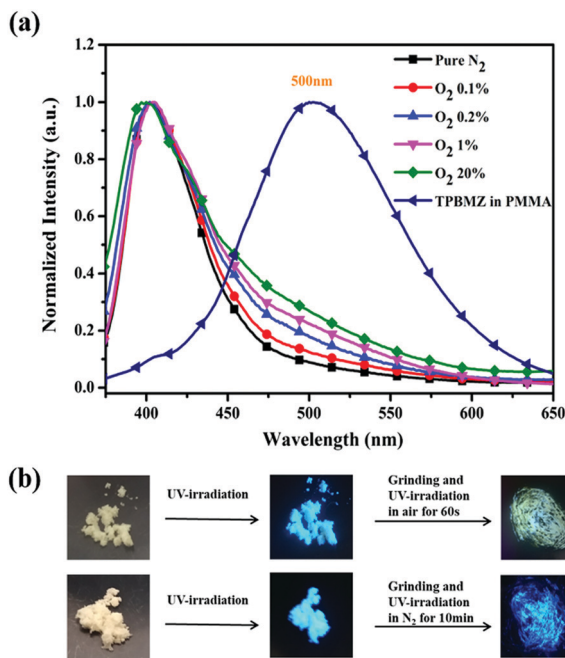 (a)
1.2
1.0
0.8
0.6
0.4
0.2
0.0
Normalized Intensity (a.u.)
500nm
Pure N2
O2 0.1%
O2 0.2%
O2 1%
O2 20%
TPBMZ in PMMA
400
450
500
550
600
650
Wavelength (nm)
(b)
UV-irradiation
Grinding and
UV-irradiation
in air for 60s
UV-irradiation
Grinding and
UV-irradiation
in N2 for 10min